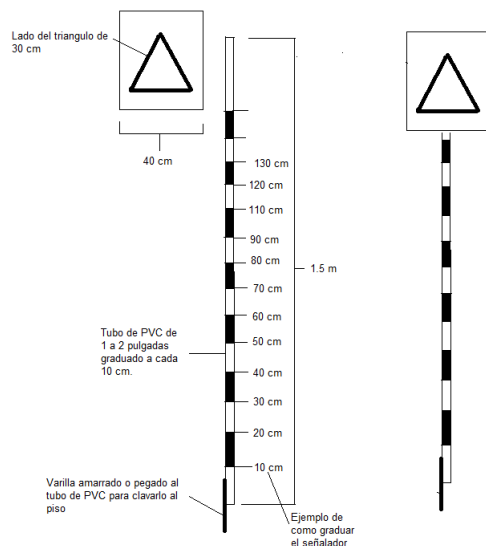 Lado del triangulo de
30 cm
40 cm
130 cm
120 cm
110 cm
90 cm
80 cm
70 cm
60 cm
50 cm
40 cm
30 cm
20 cm
10 cm
1.5 m
Tubo de PVC de
1 a 2 pulgadas
graduado a cada
10 cm.
Varilla amarrado o pegado al
tubo de PVC para clavarlo al
piso
Ejemplo de
como graduar
el señalador